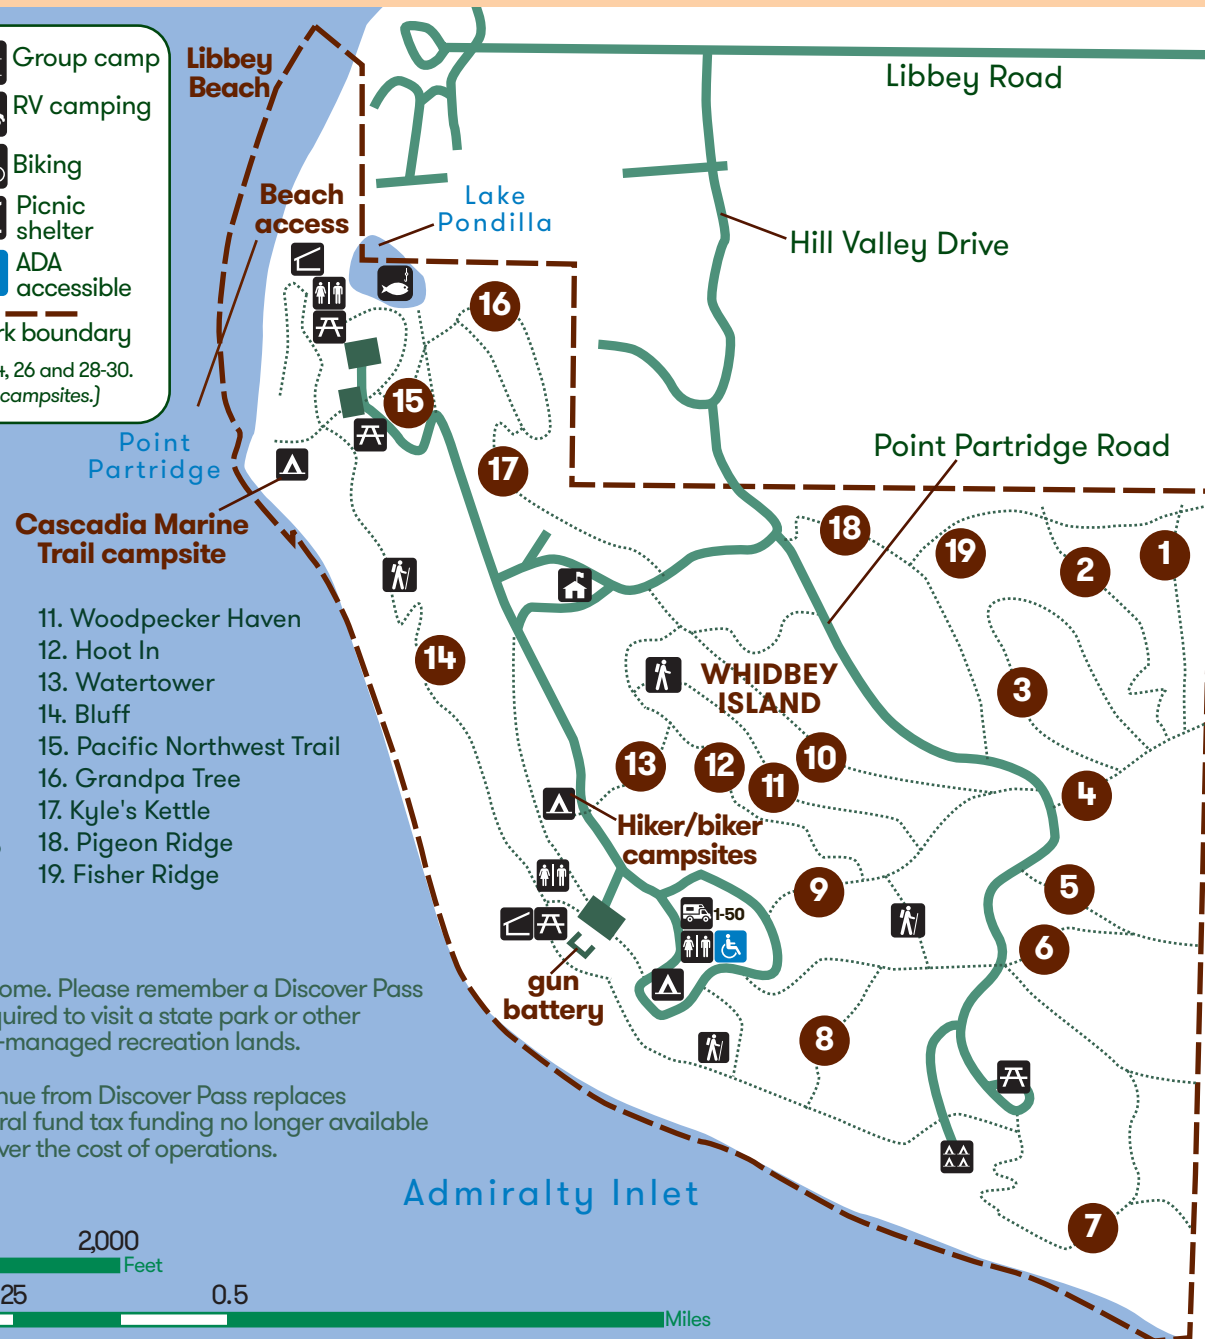 Group camp
RV camping
Biking
Picnic
shelter
ADA
accessible
boundary
26 and 28-30.
campsites.)
Libbey
Beach
Beach
access
Lake
Pondilla
Libbey Road
Hill Valley Drive
Point Partridge Road
Point
Partridge
Cascadia Marine
Trail campsite
16
15
17
18
19
2
1
14
3
WHIDBEY
ISLAND
13
12
11
10
4
Hiker/biker
campsites
9
5
6
1-50
gun
battery
8
7
11. Woodpecker Haven
12. Hoot In
13. Watertower
14. Bluff
15. Pacific Northwest Trail
16. Grandpa Tree
17. Kyle's Kettle
18. Pigeon Ridge
19. Fisher Ridge
ome. Please remember a Discover Pass
quired to visit a state park or other
-managed recreation lands.
nue from Discover Pass replaces
ral fund tax funding no longer available
ver the cost of operations.
Admiralty Inlet
2,000
Feet
25
0.5
Miles